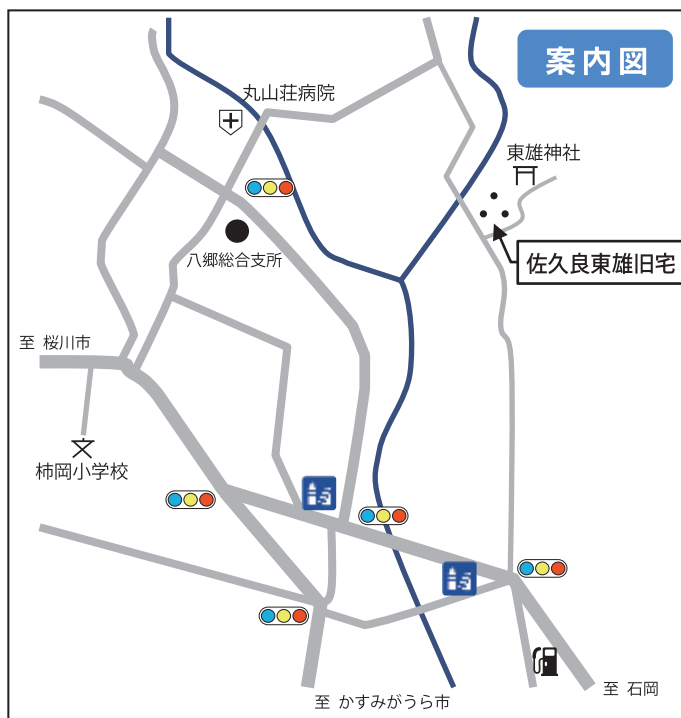 案内図
丸山荘病院
東雄神社
八郷総合支所
佐久良東雄旧宅
至 桜川市
柿岡小学校
至 石岡
至 かすみがうら市